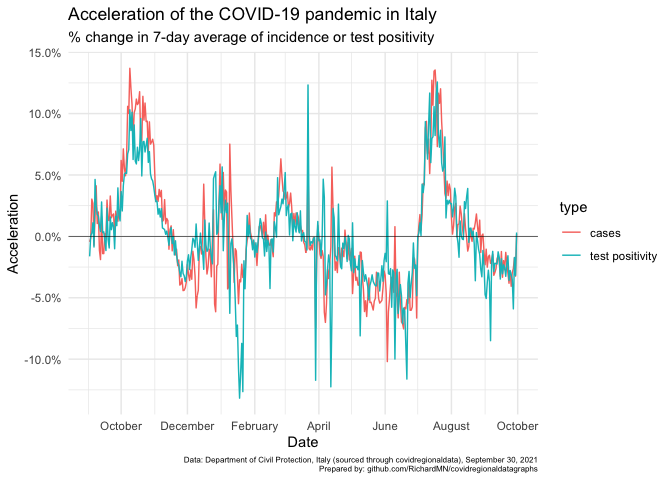 Acceleration of the COVID-19 pandemic in Italy
% change in 7-day average of incidence or test positivity
15.0%
10.0%
5.0%
0.0%
-5.0%
-10.0%
Acceleration
October December February April June August October
Date
type
cases
test positivity
Data: Department of Civil Protection, Italy (sourced through covidregionaldata), September 30, 2021
Prepared by: github.com/RichardMN/covidregionaldatagraphs